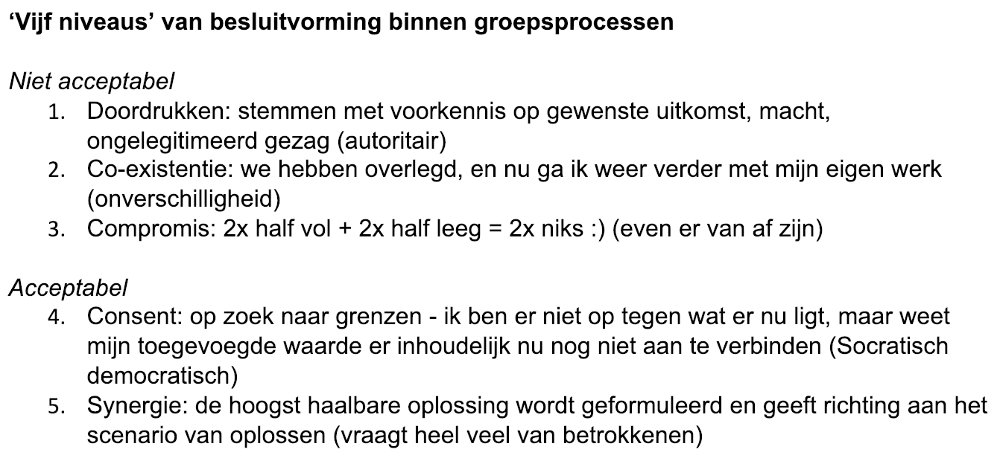 ‘Vijf niveaus’ van besluitvorming binnen groepsprocessen
Niet acceptabel
1. Doordrukken: stemmen met voorkennis op gewenste uitkomst, macht,
ongelegitimeerd gezag (autoritair)
2. Co-existentie: we hebben overlegd, en nu ga ik weer verder met mijn eigen werk
(onverschilligheid)
3. Compromis: 2x half vol + 2x half leeg = 2x niks :) (even er van af zijn)
Acceptabel
4. Consent: op zoek naar grenzen - ik ben er niet op tegen wat er nu ligt, maar weet
mijn toegevoegde waarde er inhoudelijk nu nog niet aan te verbinden (Socratisch
democratisch)
5. Synergie: de hoogst haalbare oplossing wordt geformuleerd en geeft richting aan het
scenario van oplossen (vraagt heel veel van betrokkenen)